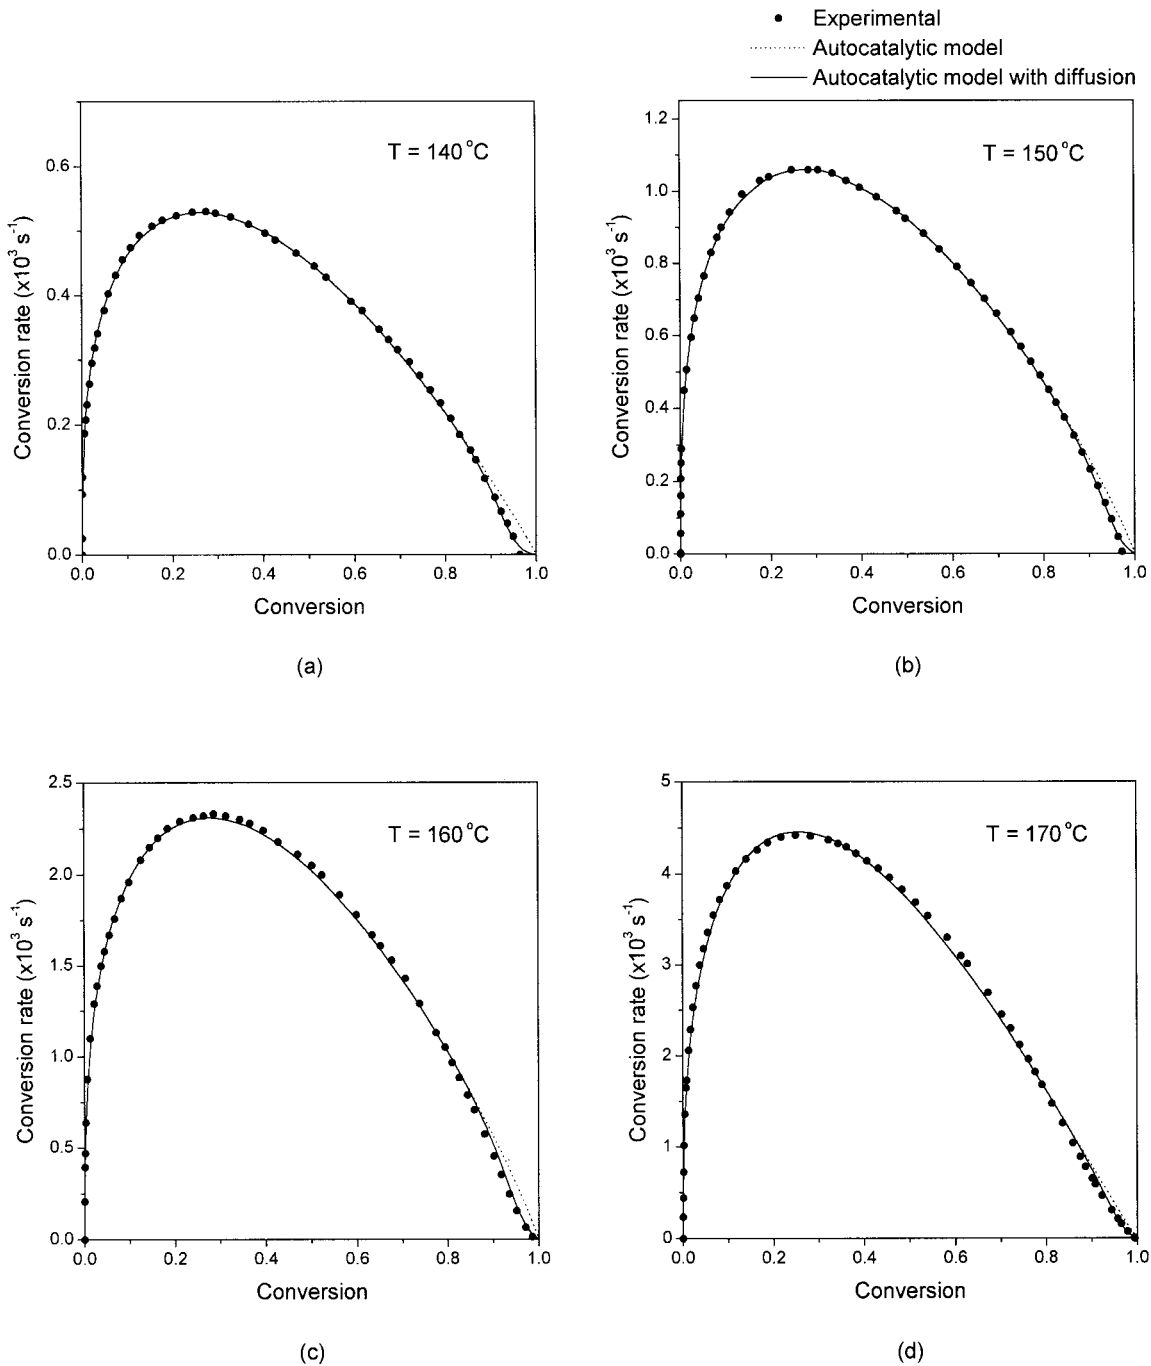 Experimental
Autocatalytic model
Autocatalytic model with diffusion
T = 140 °C
Conversion rate (x10³ s⁻¹)
0.6
0.4
0.2
0.0
0.0 0.2 0.4 0.6 0.8 1.0
Conversion
(a)
T = 150 °C
Conversion rate (x10³ s⁻¹)
1.2
1.0
0.8
0.6
0.4
0.2
0.0
0.0 0.2 0.4 0.6 0.8 1.0
Conversion
(b)
T = 160 °C
Conversion rate (x10³ s⁻¹)
2.5
2.0
1.5
1.0
0.5
0.0
0.0 0.2 0.4 0.6 0.8 1.0
Conversion
(c)
T = 170 °C
Conversion rate (x10³ s⁻¹)
5
4
3
2
1
0
0.0 0.2 0.4 0.6 0.8 1.0
Conversion
(d)